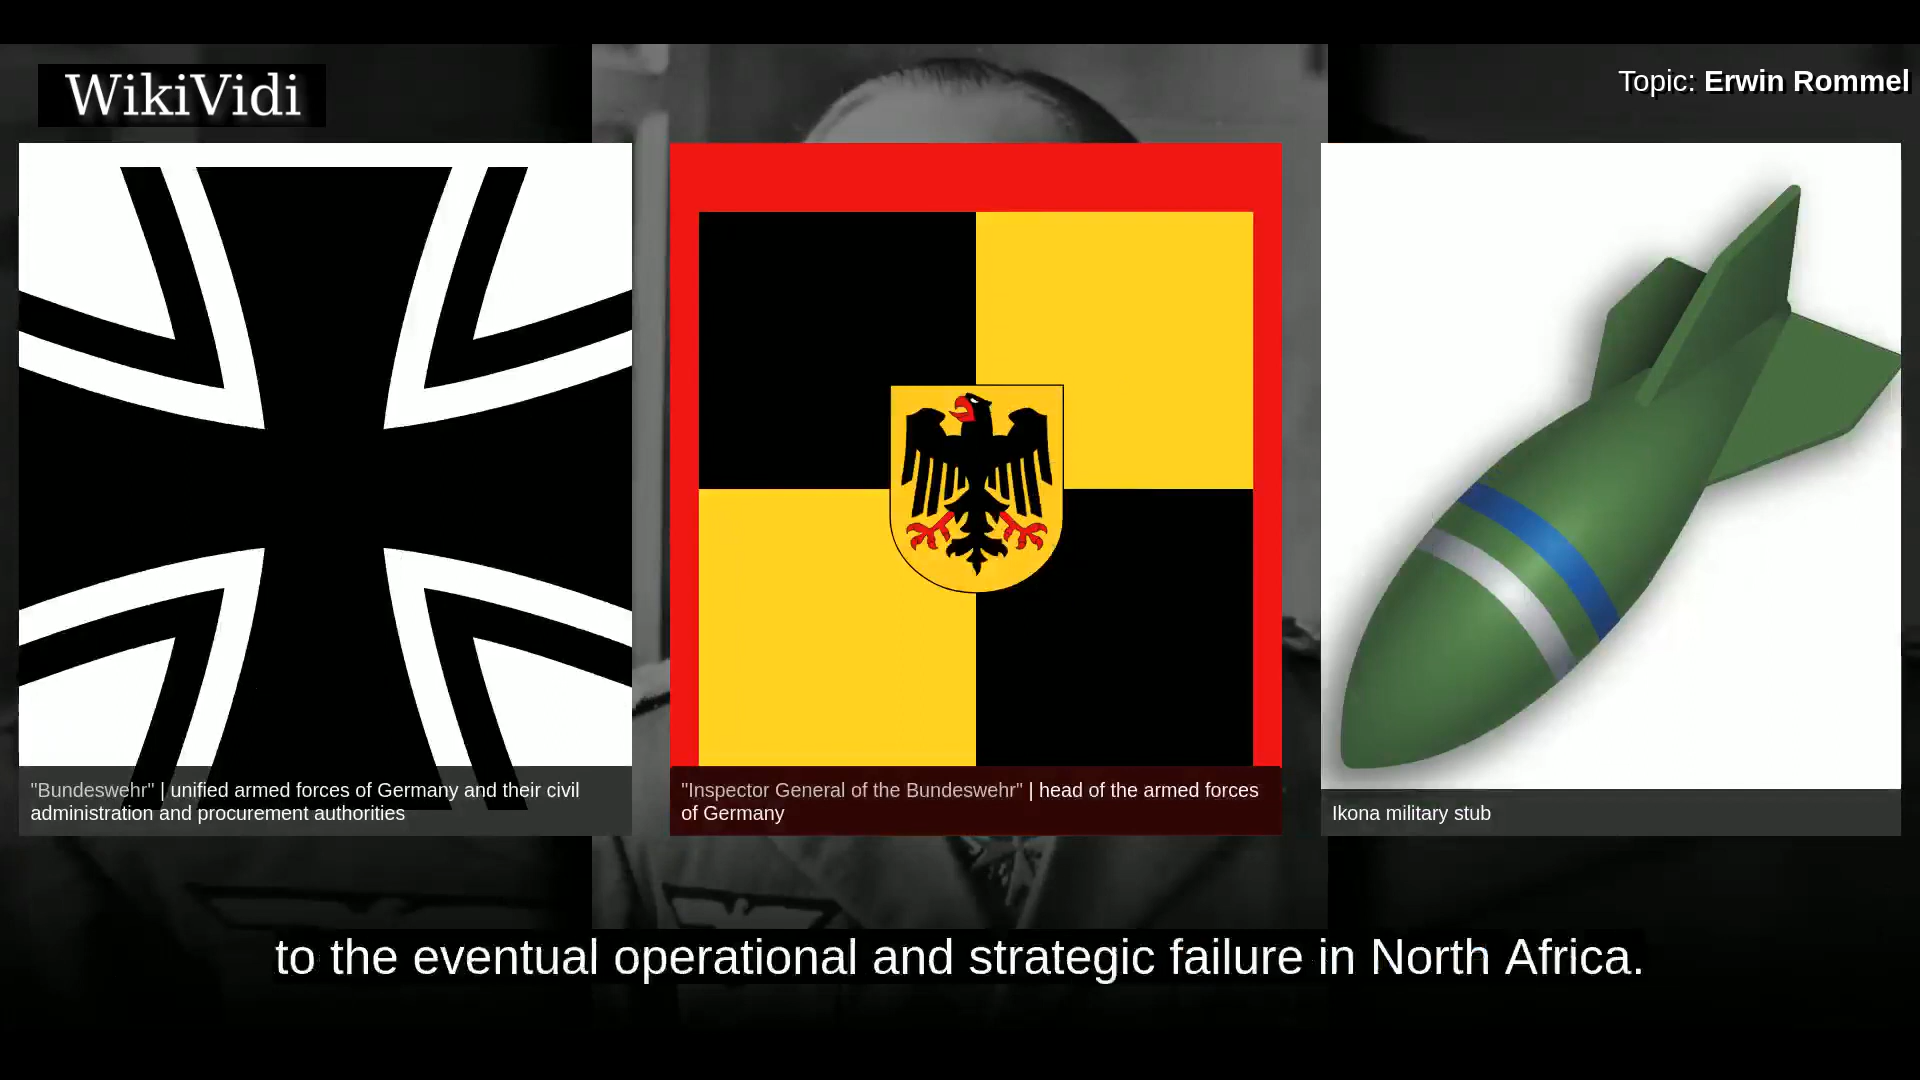 WikiVidi
Topic: Erwin Rommel
"Bundeswehr" | unified armed forces of Germany and their civil
administration and procurement authorities
"Inspector General of the Bundeswehr" | head of the armed forces
of Germany
Ikona military stub
to the eventual operational and strategic failure in North Africa.